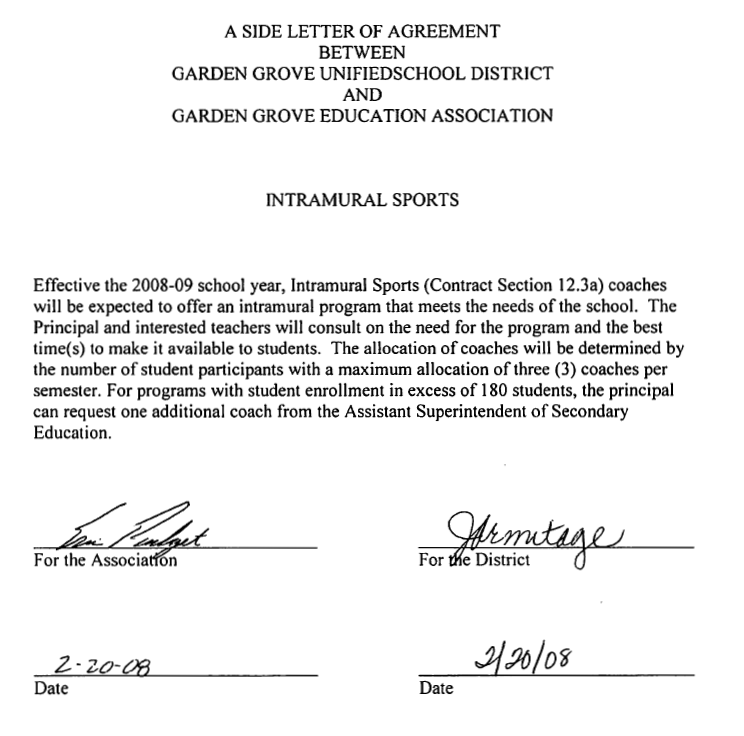 A SIDE LETTER OF AGREEMENT
BETWEEN
GARDEN GROVE UNIFIEDSCHOOL DISTRICT
AND
GARDEN GROVE EDUCATION ASSOCIATION
INTRAMURAL SPORTS
Effective the 2008-09 school year, Intramural Sports (Contract Section 12.3a) coaches
will be expected to offer an intramural program that meets the needs of the school. The
Principal and interested teachers will consult on the need for the program and the best
time(s) to make it available to students. The allocation of coaches will be determined by
the number of student participants with a maximum allocation of three (3) coaches per
semester. For programs with student enrollment in excess of 180 students, the principal
can request one additional coach from the Assistant Superintendent of Secondary
Education.
JArmitage
For the Association
For the District
2-20-08
2/20/08
Date
Date